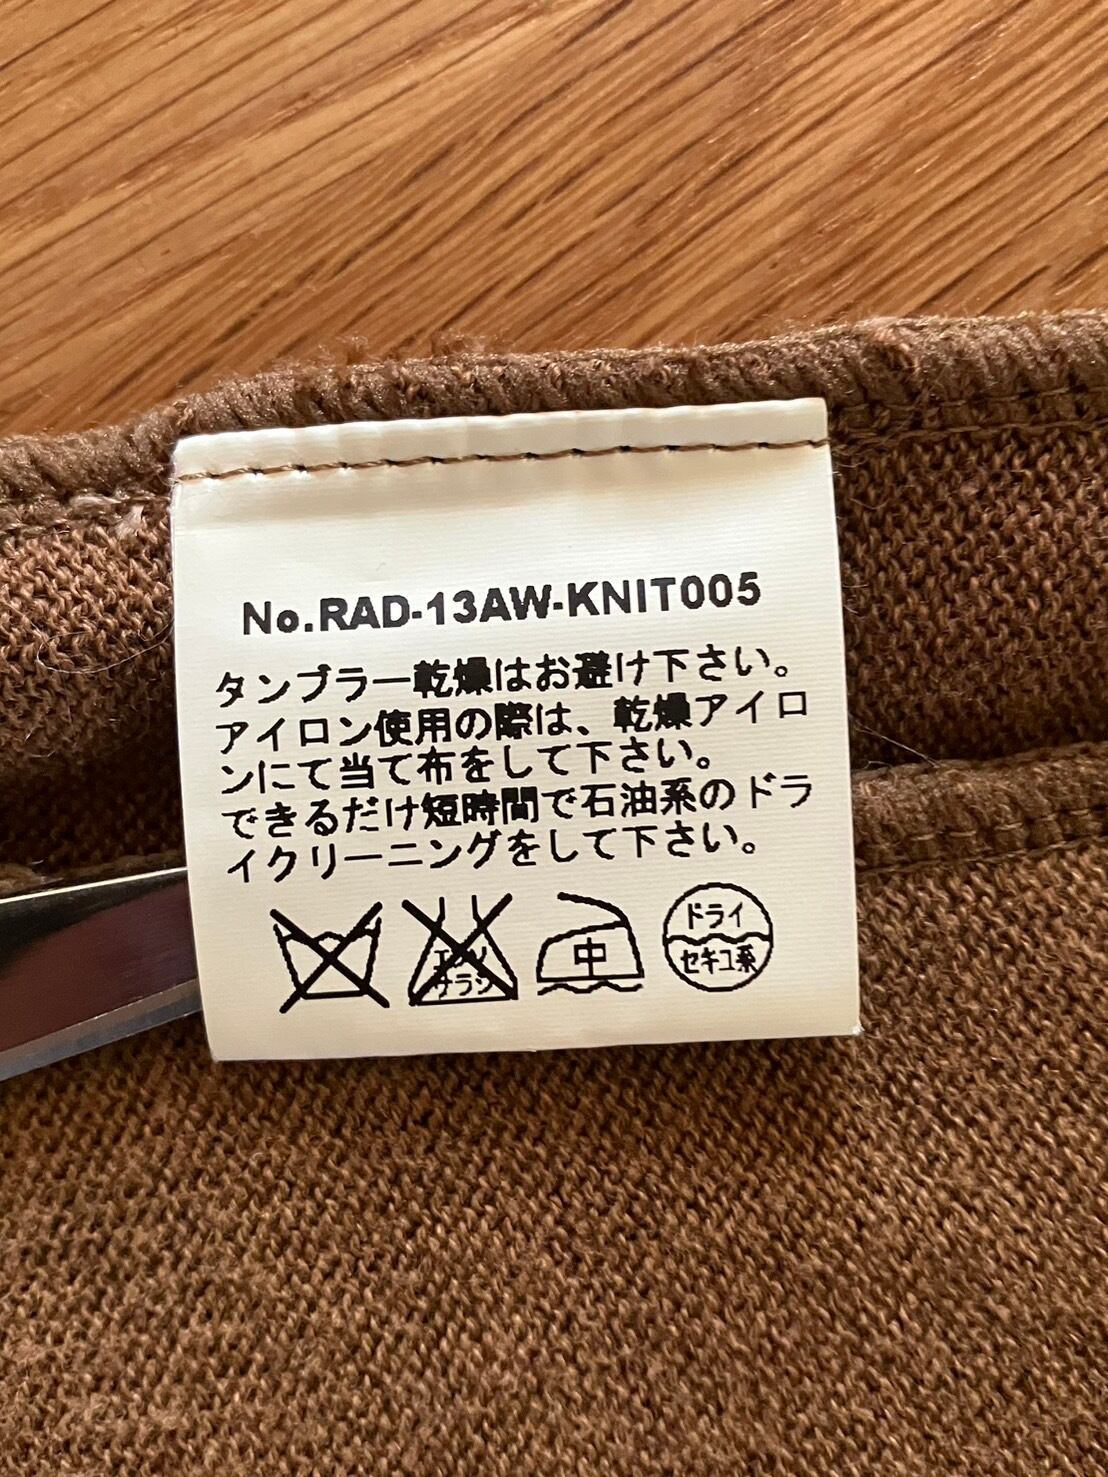 No.RAD-13AW-KNIT005
タンブラー乾燥はお避け下さい。
アイロン使用の際は、乾燥アイロ
ンにて当て布をして下さい。
できるだけ短時間で石油系のドラ
イクリーニングをして下さい。
エンソ
サラシ
中
ドライ
セキユ系